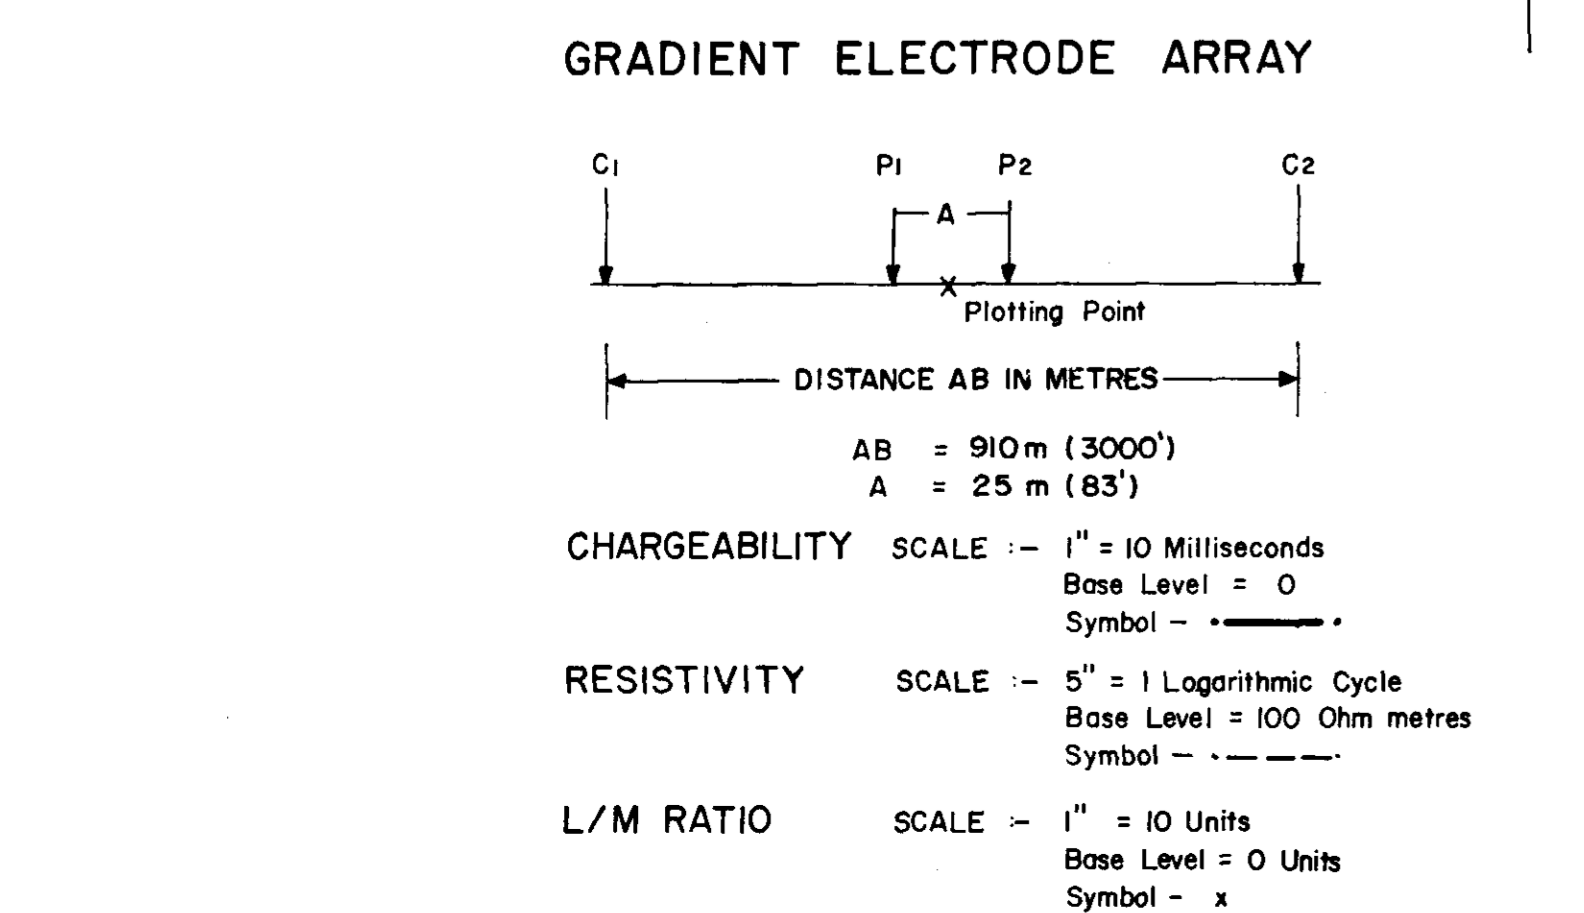 GRADIENT ELECTRODE ARRAY
C1 P1 P2 C2
A
x
Plotting Point
DISTANCE AB IN METRES
AB = 910m (3000')
A = 25 m (83')
CHARGEABILITY SCALE :- 1" = 10 Milliseconds
Base Level = 0
Symbol -
RESISTIVITY SCALE :- 5" = 1 Logarithmic Cycle
Base Level = 100 Ohm metres
Symbol -
L/M RATIO SCALE :- 1" = 10 Units
Base Level = 0 Units
Symbol - x